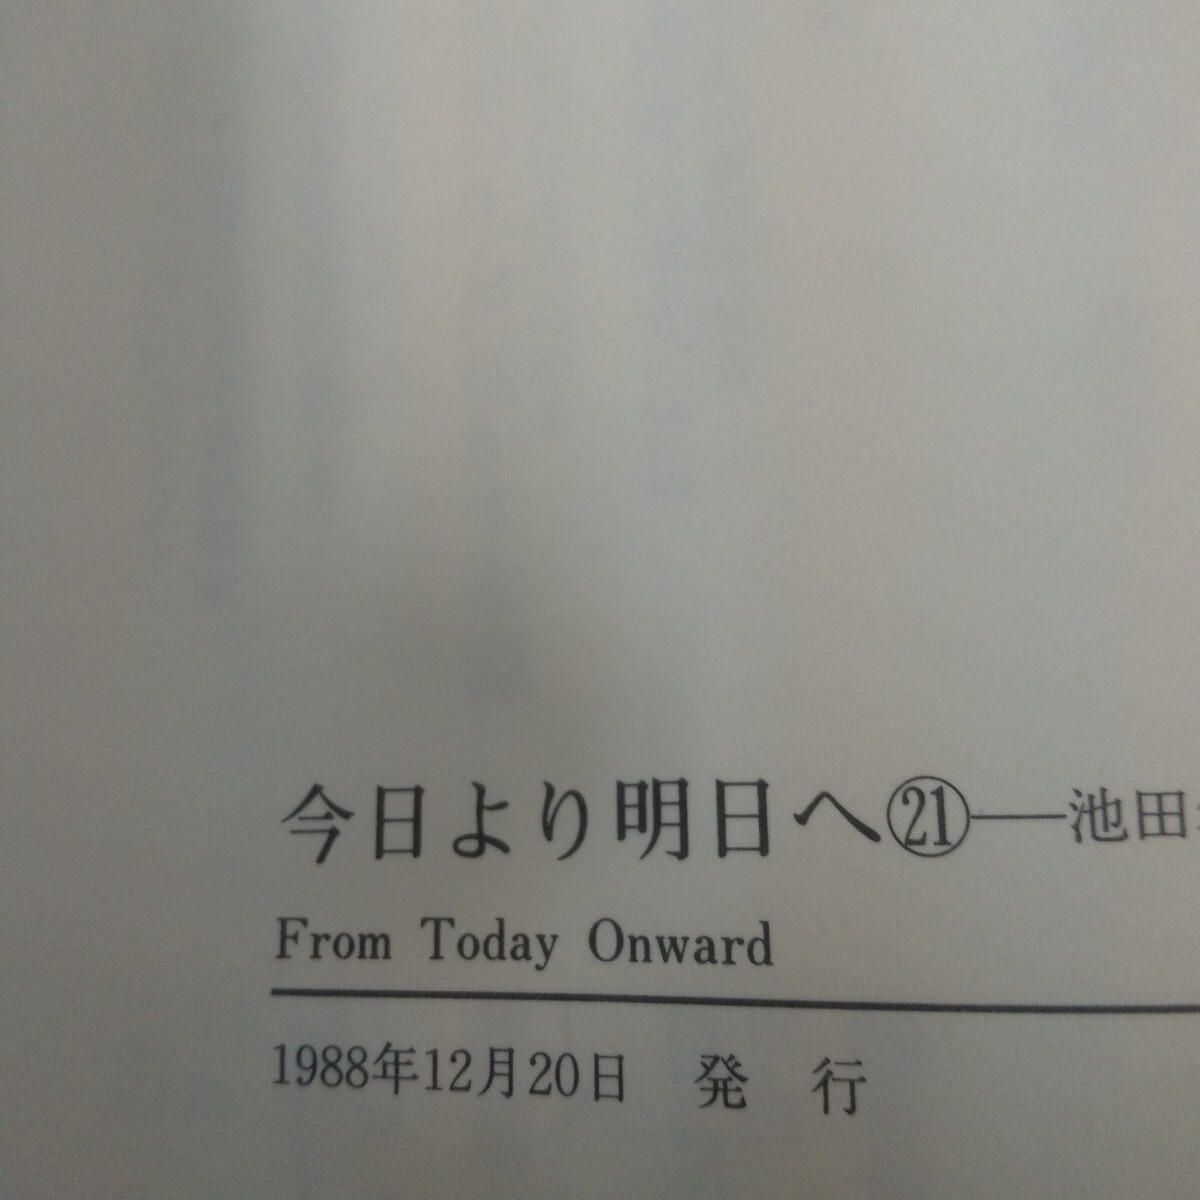 今日より明日へ㉑——池田
From Today Onward
1988年12月20日　発　行